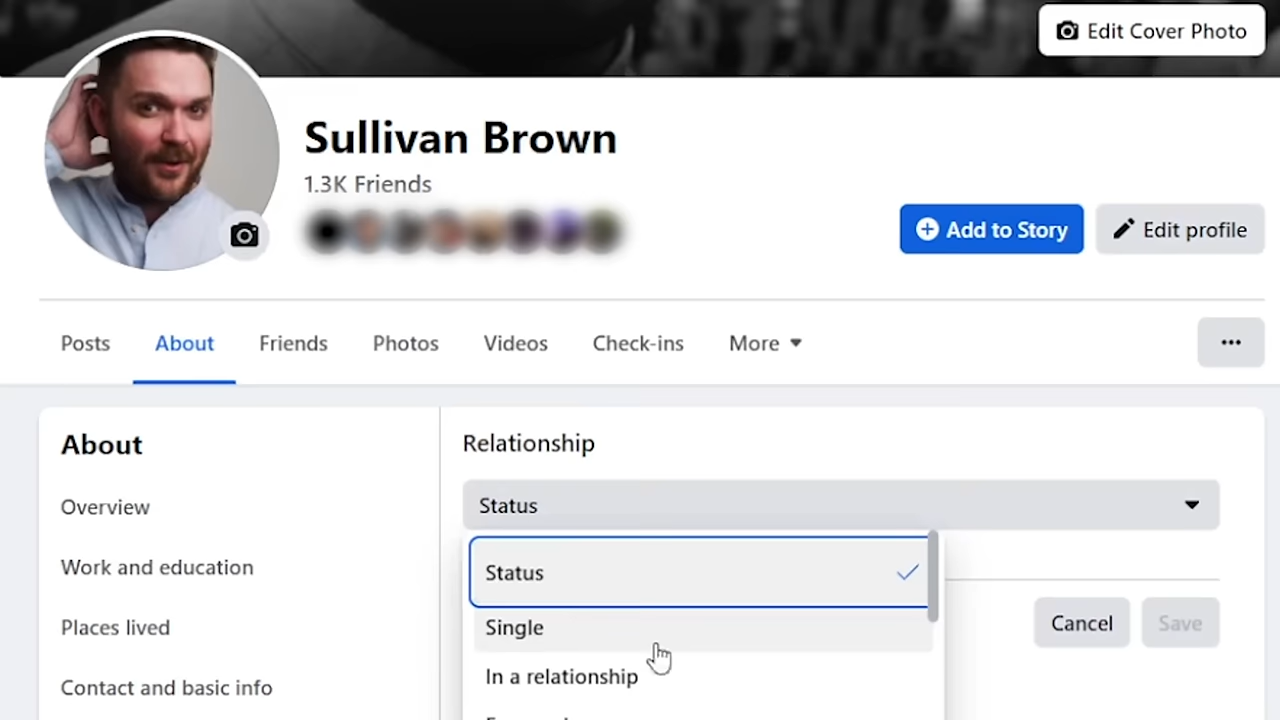 Edit Cover Photo
Sullivan Brown
1.3K Friends
Add to Story
Edit profile
Posts
About
Friends
Photos
Videos
Check-ins
More
About
Overview
Work and education
Places lived
Contact and basic info
Relationship
Status
Status
Single
In a relationship
Cancel
Save